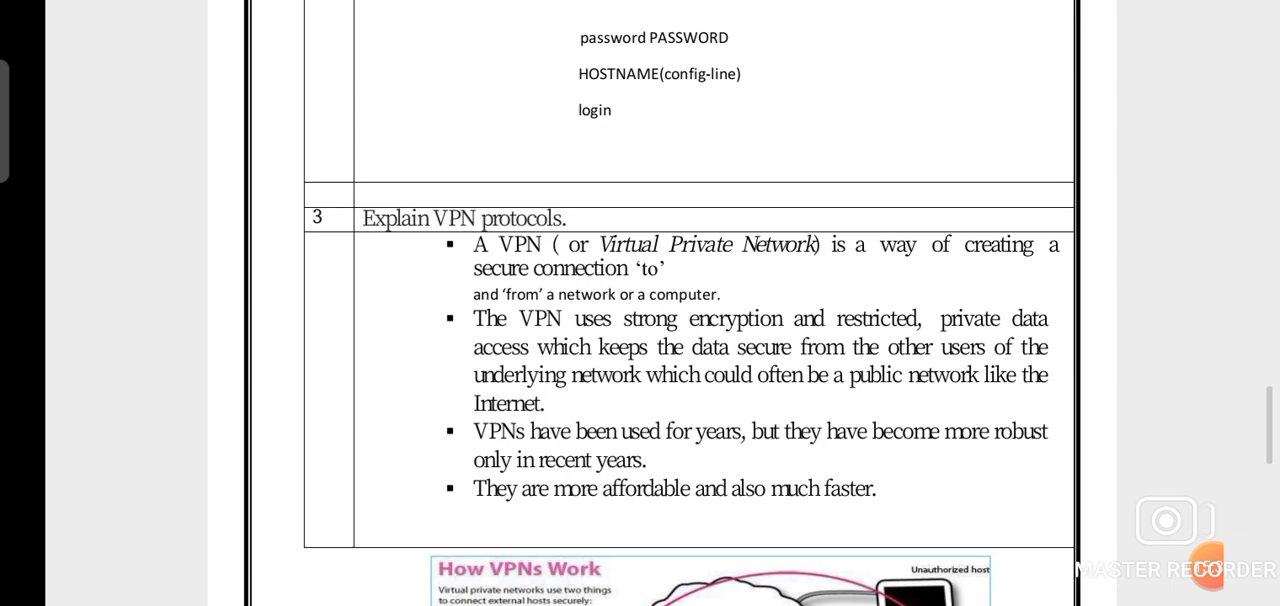 password PASSWORD
HOSTNAME(config-line)
login
3 Explain VPN protocols.
▪ A VPN ( or Virtual Private Network) is a way of creating a
secure connection ‘to’
and ‘from’ a network or a computer.
▪ The VPN uses strong encryption and restricted, private data
access which keeps the data secure from the other users of the
underlying network which could often be a public network like the
Internet.
▪ VPNs have been used for years, but they have become more robust
only in recent years.
▪ They are more affordable and also much faster.
How VPNs Work
Unauthorized host
Virtual private networks use two things
to connect external hosts securely:
MASTER RECORDER